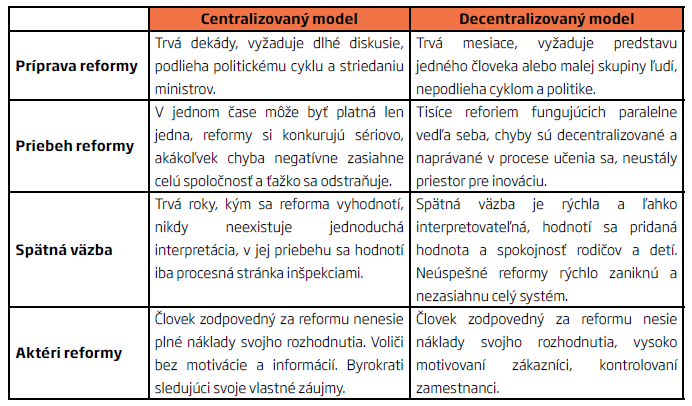 Centralizovaný model
Decentralizovaný model
Príprava reformy
Trvá dekády, vyžaduje dlhé diskusie,
podlieha politickému cyklu a striedaniu
ministrov.
Trvá mesiace, vyžaduje predstavu
jedného človeka alebo malej skupiny ľudí,
nepodlieha cyklom a politike.
Priebeh reformy
V jednom čase môže byť platná len
jedna, reformy si konkurujú sériovo,
akákoľvek chyba negatívne zasiahne
celú spoločnosť a ťažko sa odstraňuje.
Tisíce reforiem fungujúcich paralelne
vedľa seba, chyby sú decentralizované a
naprávané v procese učenia sa, neustály
priestor pre inováciu.
Spätná väzba
Trvá roky, kým sa reforma vyhodnotí,
nikdy neexistuje jednoduchá
interpretácia, v jej priebehu sa hodnotí
iba procesná stránka inšpekciami.
Spätná väzba je rýchla a ľahko
interpretovateľná, hodnotí sa pridaná
hodnota a spokojnosť rodičov a detí.
Neúspešné reformy rýchlo zaniknú a
nezasiahnu celý systém.
Aktéri reformy
Človek zodpovedný za reformu nenesie
plné náklady svojho rozhodnutia. Voliči
bez motivácie a informácií. Byrokrati
sledujúci svoje vlastné záujmy.
Človek zodpovedný za reformu nesie
náklady svojho rozhodnutia, vysoko
motivovaní zákazníci, kontrolovaní
zamestnanci.